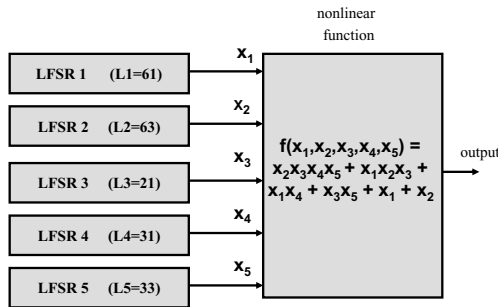 nonlinear
function
LFSR 1 (L1=61)
x1
LFSR 2 (L2=63)
x2
LFSR 3 (L3=21)
x3
LFSR 4 (L4=31)
x4
LFSR 5 (L5=33)
x5
f(x1,x2,x3,x4,x5) =
x2x3x4x5 + x1x2x3 +
x1x4 + x3x5 + x1 + x2
output